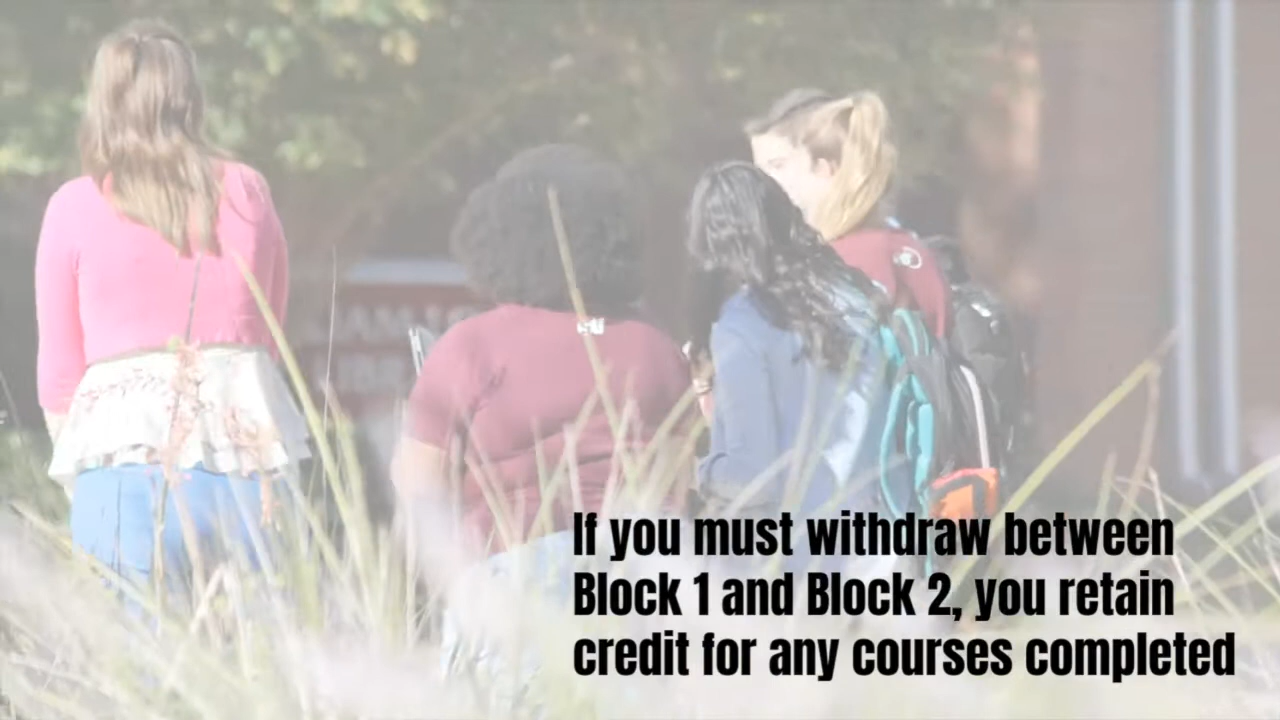 If you must withdraw between
Block 1 and Block 2, you retain
credit for any courses completed